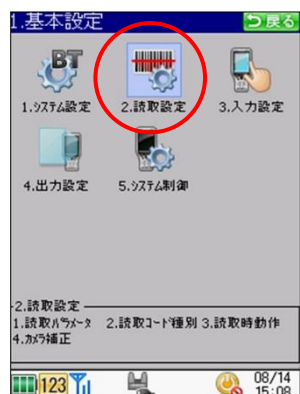 1.基本設定 戻る
BT
1.ｼｽﾃﾑ設定 2.読取設定 3.入力設定
4.出力設定 5.ｼｽﾃﾑ制御
2.読取設定
1.読取ﾊﾟﾗﾒｰﾀ 2.読取ｺｰﾄﾞ種別 3.読取時動作
4.ｶﾒﾗ補正
123 08/14
15:08